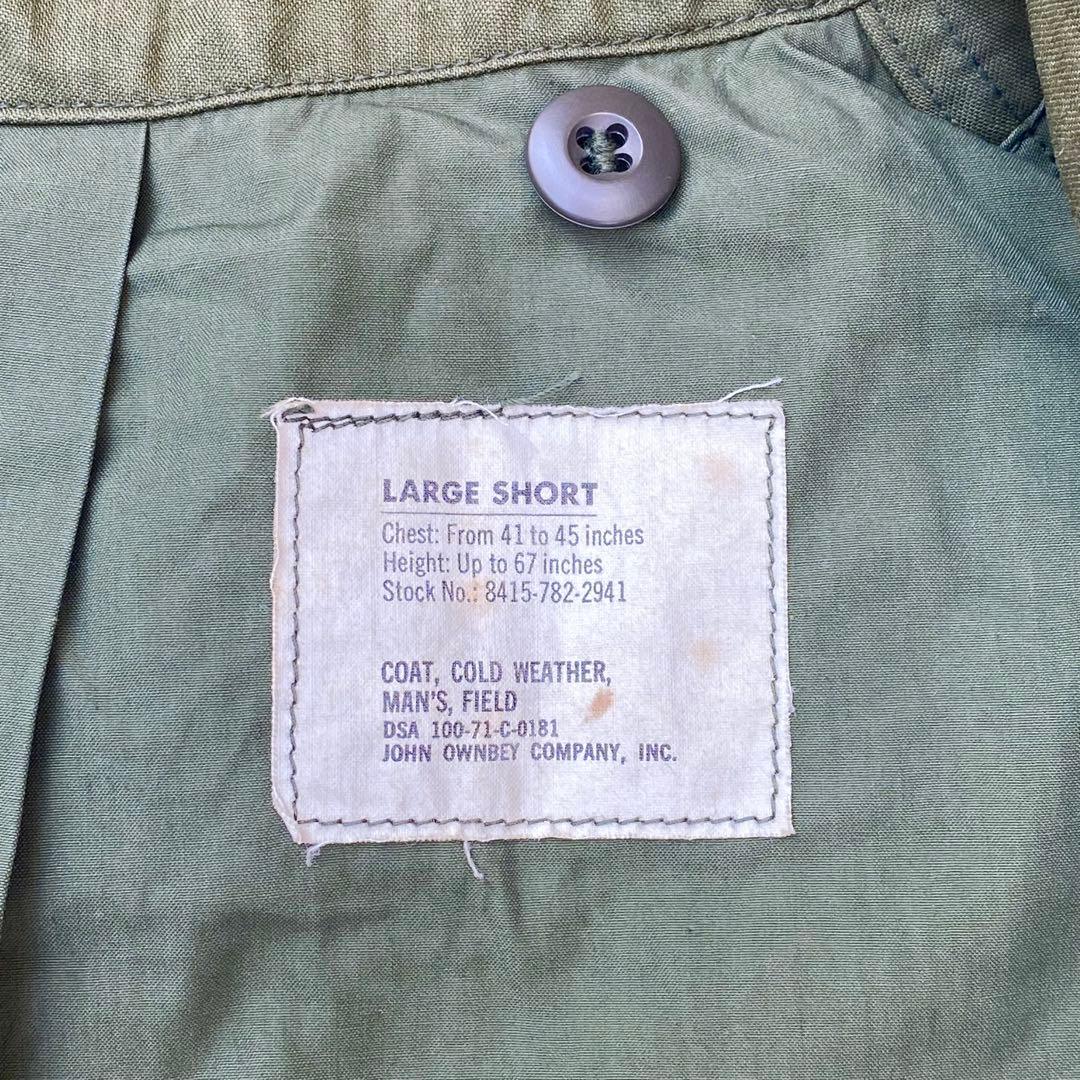 LARGE SHORT
Chest: From 41 to 45 inches
Height: Up to 67 inches
Stock No.: 8415-782-2941
COAT, COLD WEATHER,
MAN'S, FIELD
DSA 100-71-C-0181
JOHN OWNBEY COMPANY, INC.